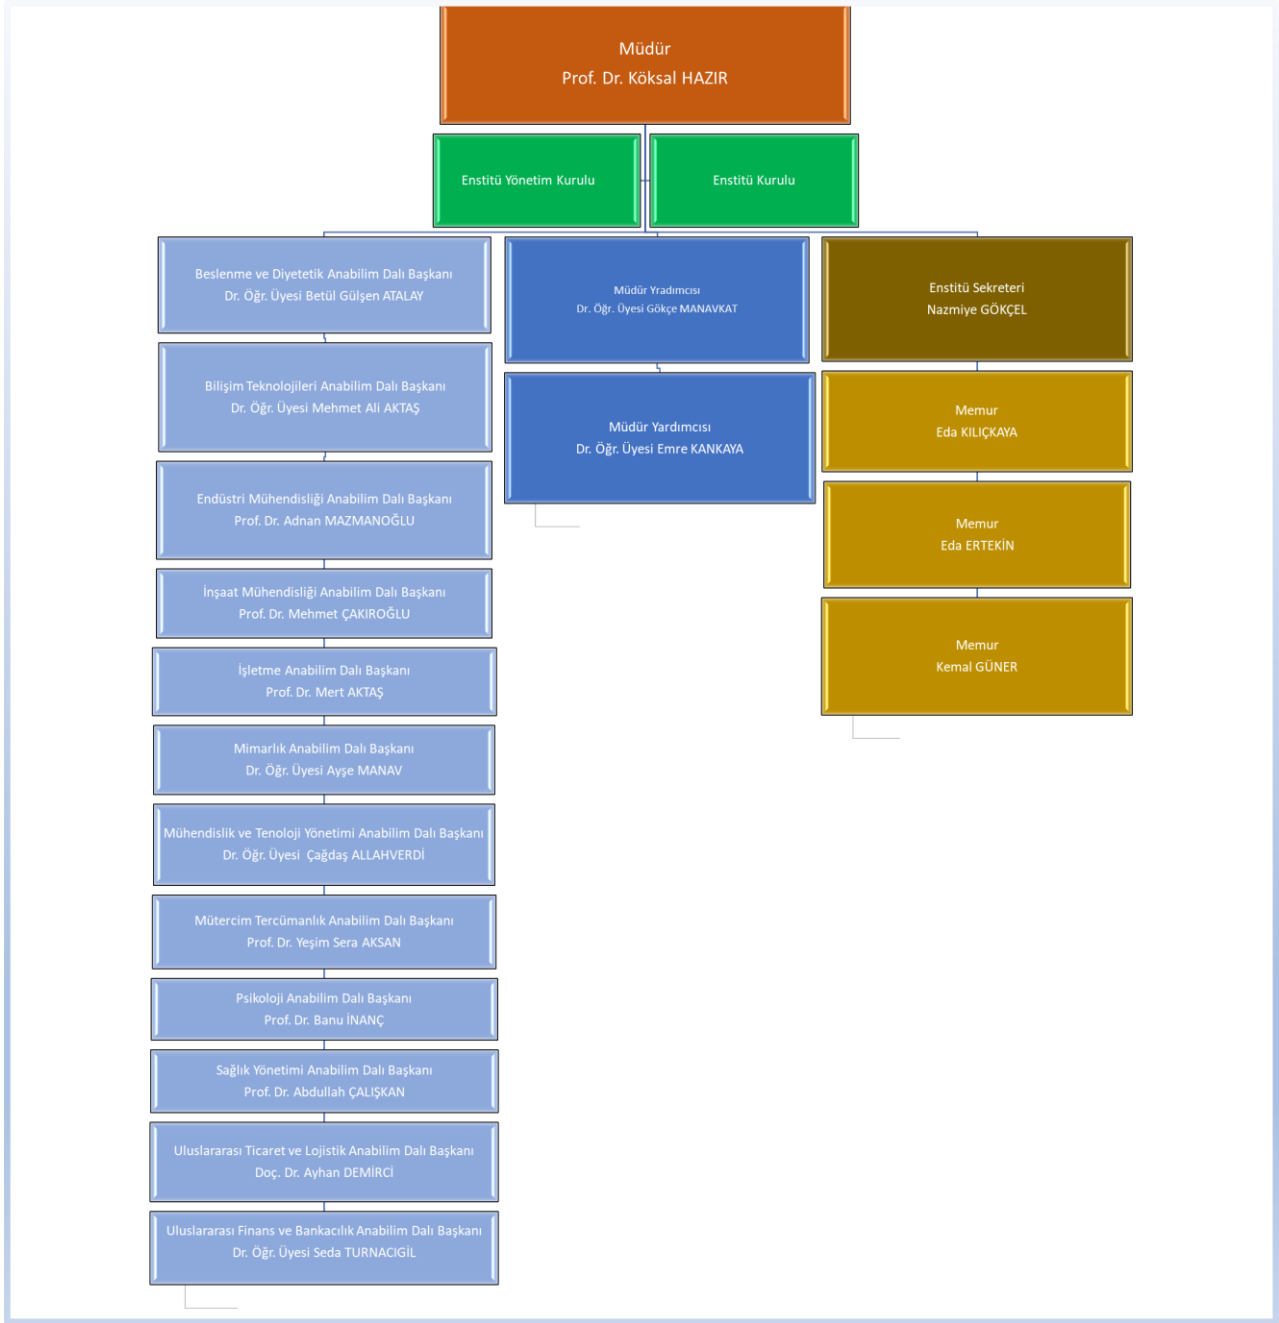 Müdür
Prof. Dr. Köksal HAZIR
Enstitü Yönetim Kurulu
Enstitü Kurulu
Beslenme ve Diyetetik Anabilim Dalı Başkanı
Dr. Öğr. Üyesi Betül Gülşen ATALAY
Bilişim Teknolojileri Anabilim Dalı Başkanı
Dr. Öğr. Üyesi Mehmet Ali AKTAŞ
Endüstri Mühendisliği Anabilim Dalı Başkanı
Prof. Dr. Adnan MAZMANOĞLU
İnşaat Mühendisliği Anabilim Dalı Başkanı
Prof. Dr. Mehmet ÇAKIROĞLU
İşletme Anabilim Dalı Başkanı
Prof. Dr. Mert AKTAŞ
Mimarlık Anabilim Dalı Başkanı
Dr. Öğr. Üyesi Ayşe MANAV
Mühendislik ve Tenoloji Yönetimi Anabilim Dalı Başkanı
Dr. Öğr. Üyesi Çağdaş ALLAHVERDİ
Mütercim Tercümanlık Anabilim Dalı Başkanı
Prof. Dr. Yeşim Sera AKSAN
Psikoloji Anabilim Dalı Başkanı
Prof. Dr. Banu İNANÇ
Sağlık Yönetimi Anabilim Dalı Başkanı
Prof. Dr. Abdullah ÇALIŞKAN
Uluslararası Ticaret ve Lojistik Anabilim Dalı Başkanı
Doç. Dr. Ayhan DEMİRCİ
Uluslararası Finans ve Bankacılık Anabilim Dalı Başkanı
Dr. Öğr. Üyesi Seda TURNACIGİL
Müdür Yradımcısı
Dr. Öğr. Üyesi Gökçe MANAVKAT
Müdür Yardımcısı
Dr. Öğr. Üyesi Emre KANKAYA
Enstitü Sekreteri
Nazmiye GÖKÇEL
Memur
Eda KILIÇKAYA
Memur
Eda ERTEKİN
Memur
Kemal GÜNER